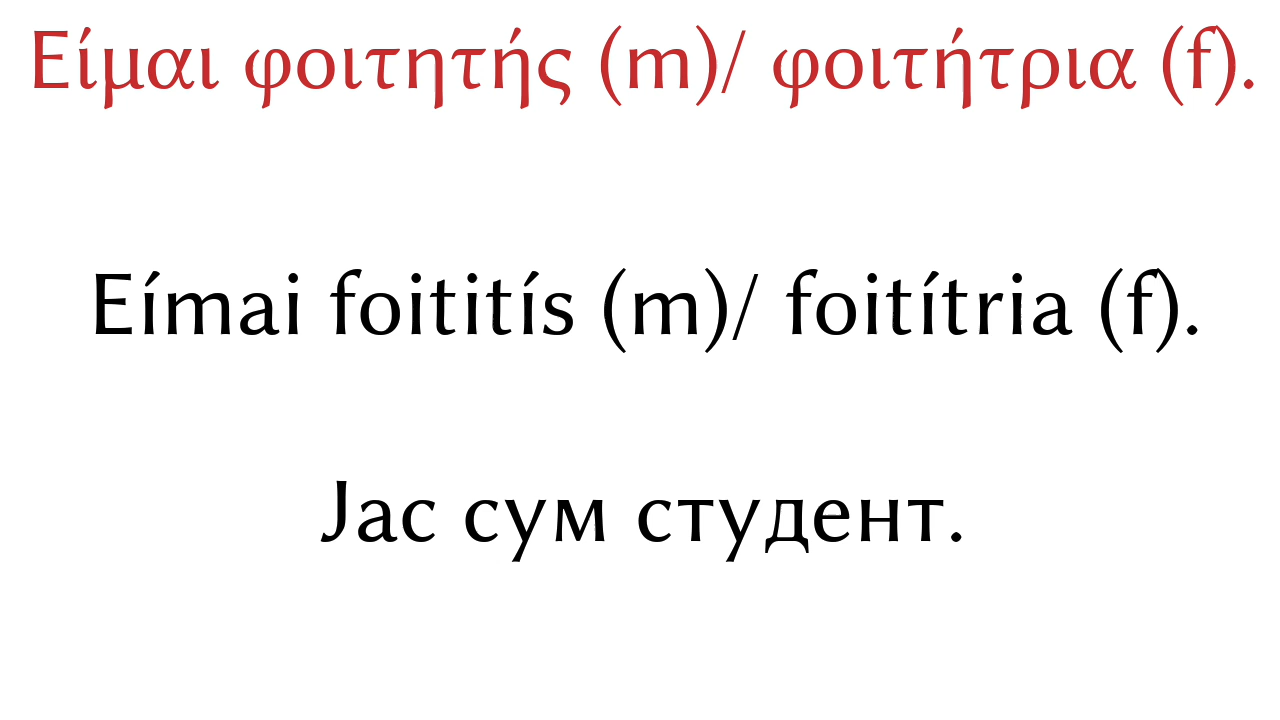 Είμαι φοιτητής (m)/ φοιτήτρια (f).
Eímai foititís (m)/ foitítria (f).
Јас сум студент.